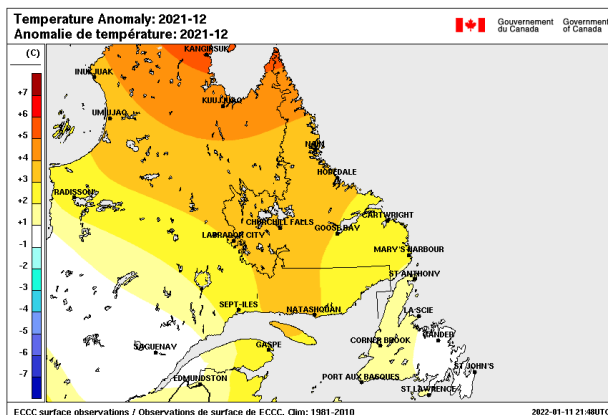 Temperature Anomaly: 2021-12
Anomalie de température: 2021-12
Gouvernement du Canada
Government of Canada
(C)
+7
+6
+5
+4
+3
+2
+1
-1
-2
-3
-4
-5
-6
-7
KANGIRSUK
INUKJUAK
KUUJJUAQ
UMIUJAQ
NAIN
HOPEDALE
RADISSON
CARTWRIGHT
CHURCHILL FALLS
GOOSE BAY
LABRADOR CITY
MARY'S HARBOUR
ST ANTHONY
SEPT-ILES
NATASHQUAN
LA SCIE
GANDER
CORNER BROOK
SAGUENAY
GASPE
ST JOHN'S
EDMUNDSTON
PORT AUX BASQUES
ST LAWRENCE
ECCC surface observations / Observations de surface de ECCC. Clim: 1981-2010
2022-01-11 21:48UTC